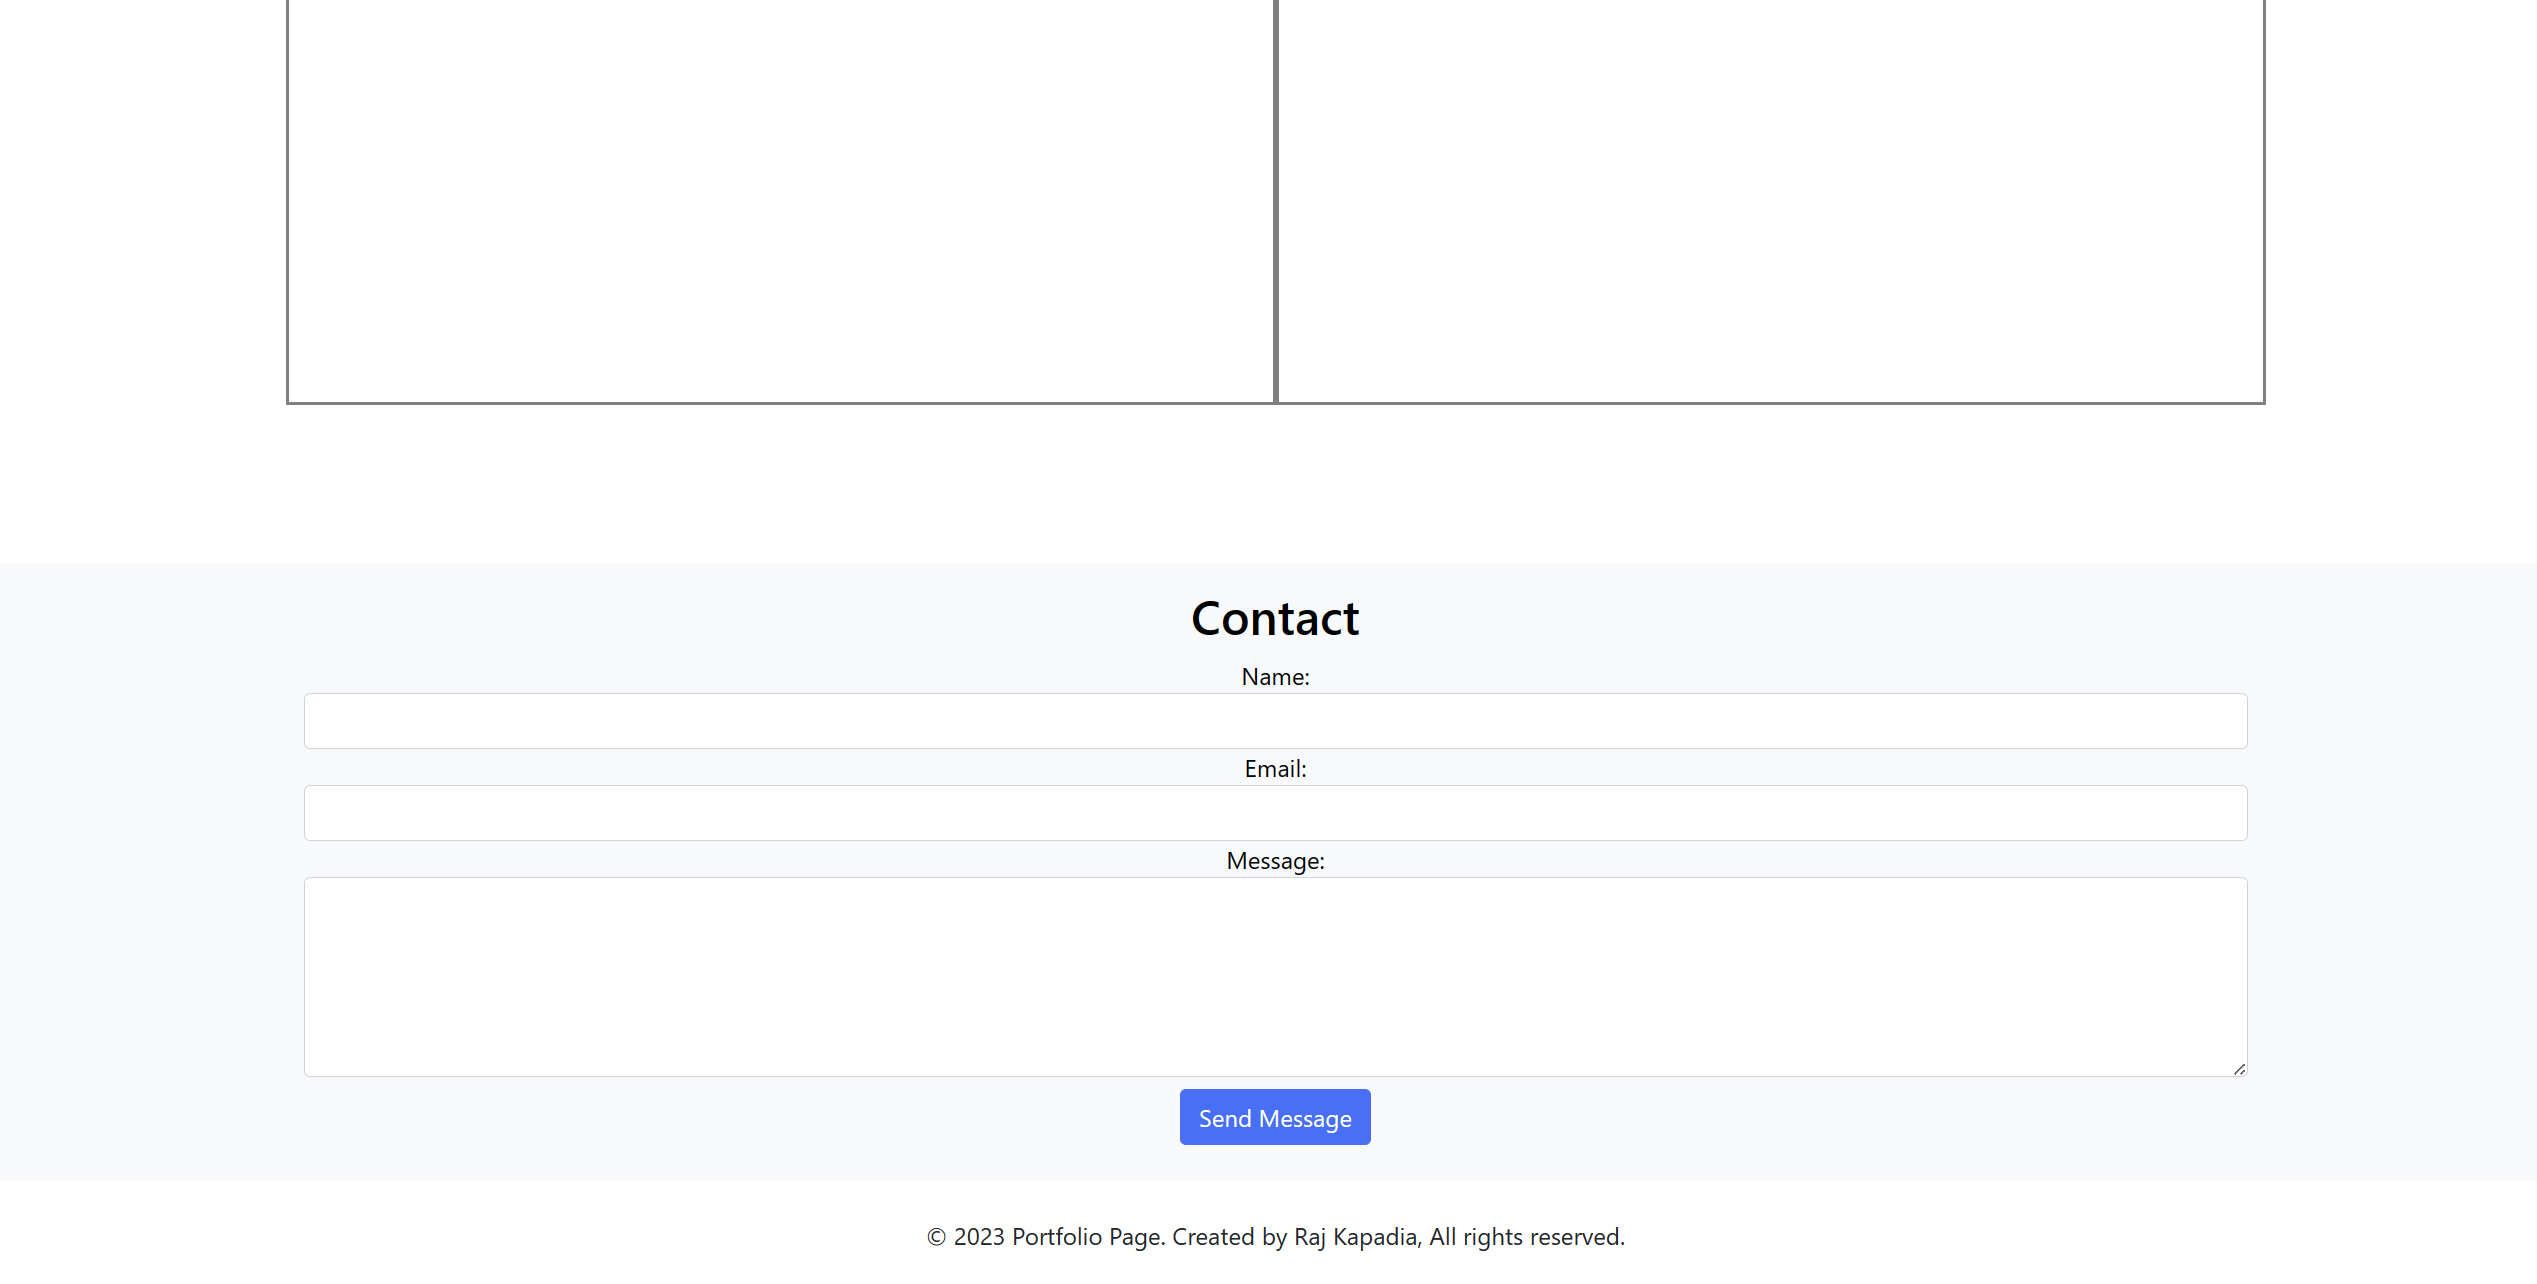 Contact
Name:
Email:
Message:
Send Message
© 2023 Portfolio Page. Created by Raj Kapadia, All rights reserved.